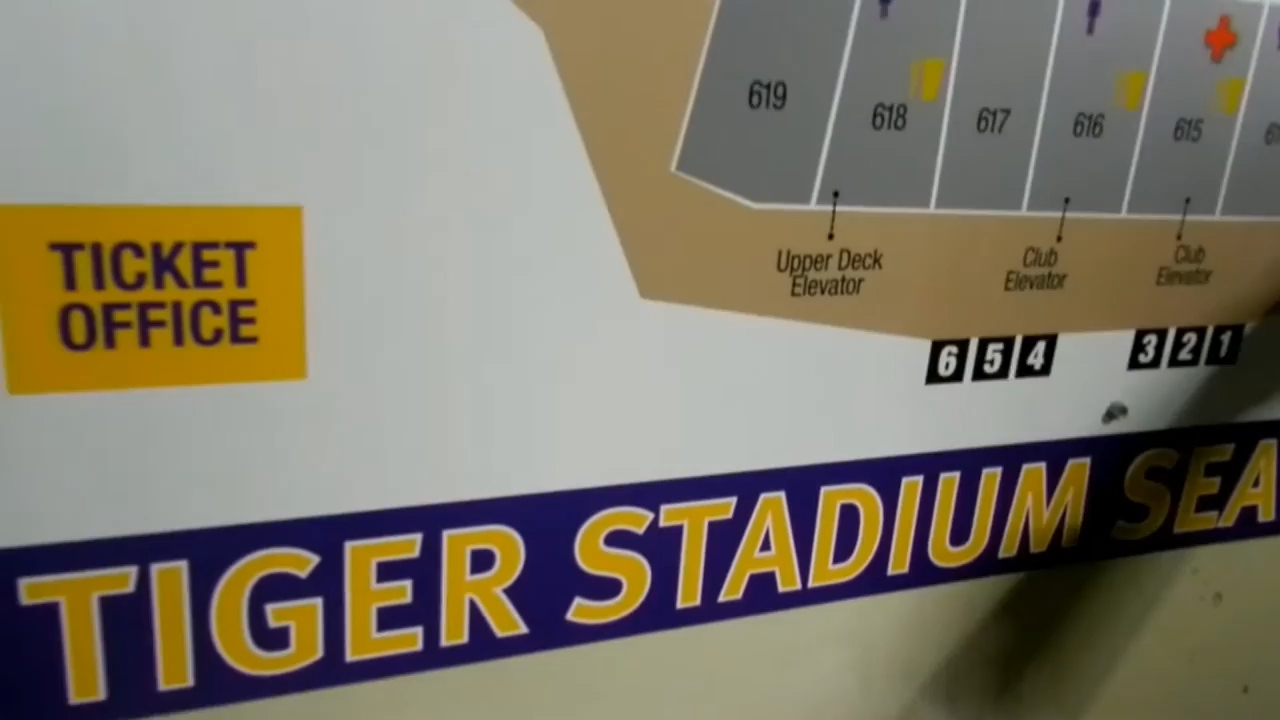 619
618
617
616
615
Upper Deck
Elevator
Club
Elevator
Club
Elevator
TICKET
OFFICE
6 5 4
3 2 1
TIGER STADIUM SEA